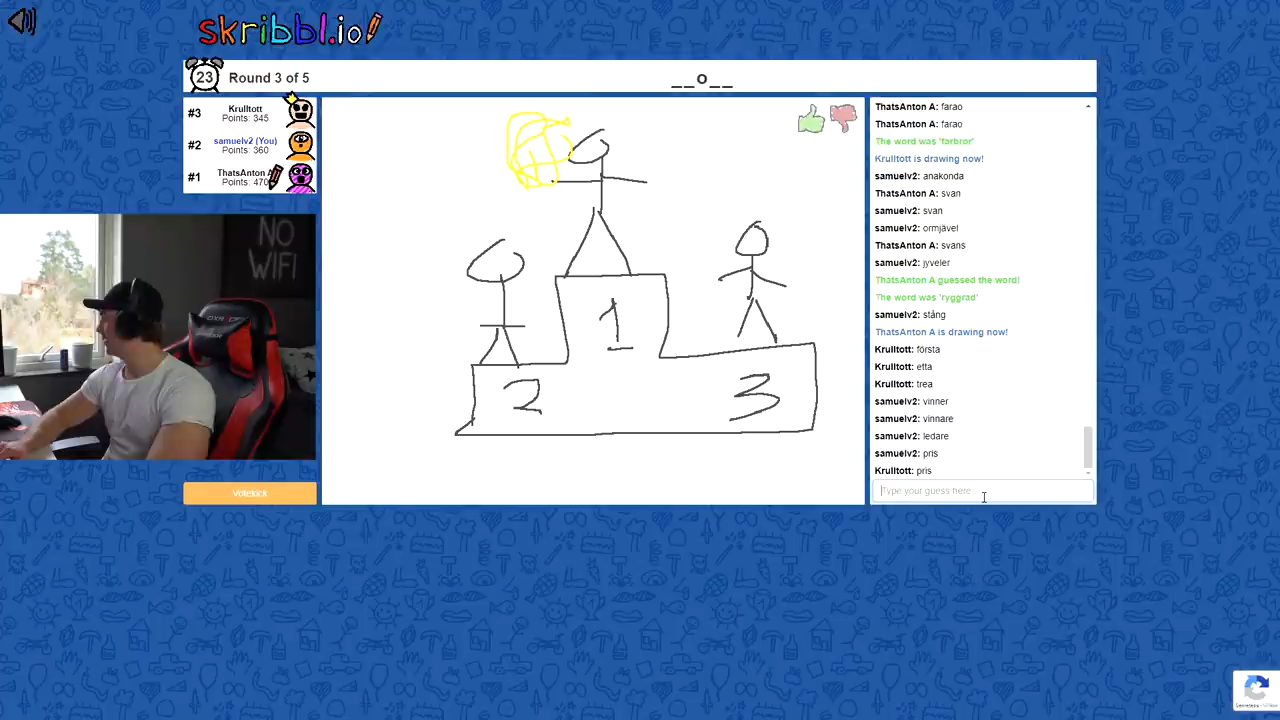 skribbl.io
23
Round 3 of 5
__o__
#3
Krulltott
Points: 345
#2
samuelv2 (You)
Points: 360
#1
ThatsAnton A
Points: 470
NO
WIFI
Votekick
1
2
3
ThatsAnton A: farao
ThatsAnton A: farao
The word was 'farbror'
Krulltott is drawing now!
samuelv2: anakonda
ThatsAnton A: svan
samuelv2: svan
samuelv2: ormjävel
ThatsAnton A: svans
samuelv2: jyveler
ThatsAnton A guessed the word!
The word was 'ryggrad'
samuelv2: stång
ThatsAnton A is drawing now!
Krulltott: första
Krulltott: etta
Krulltott: trea
samuelv2: vinner
samuelv2: vinnare
samuelv2: ledare
samuelv2: pris
Krulltott: pris
Type your guess here...